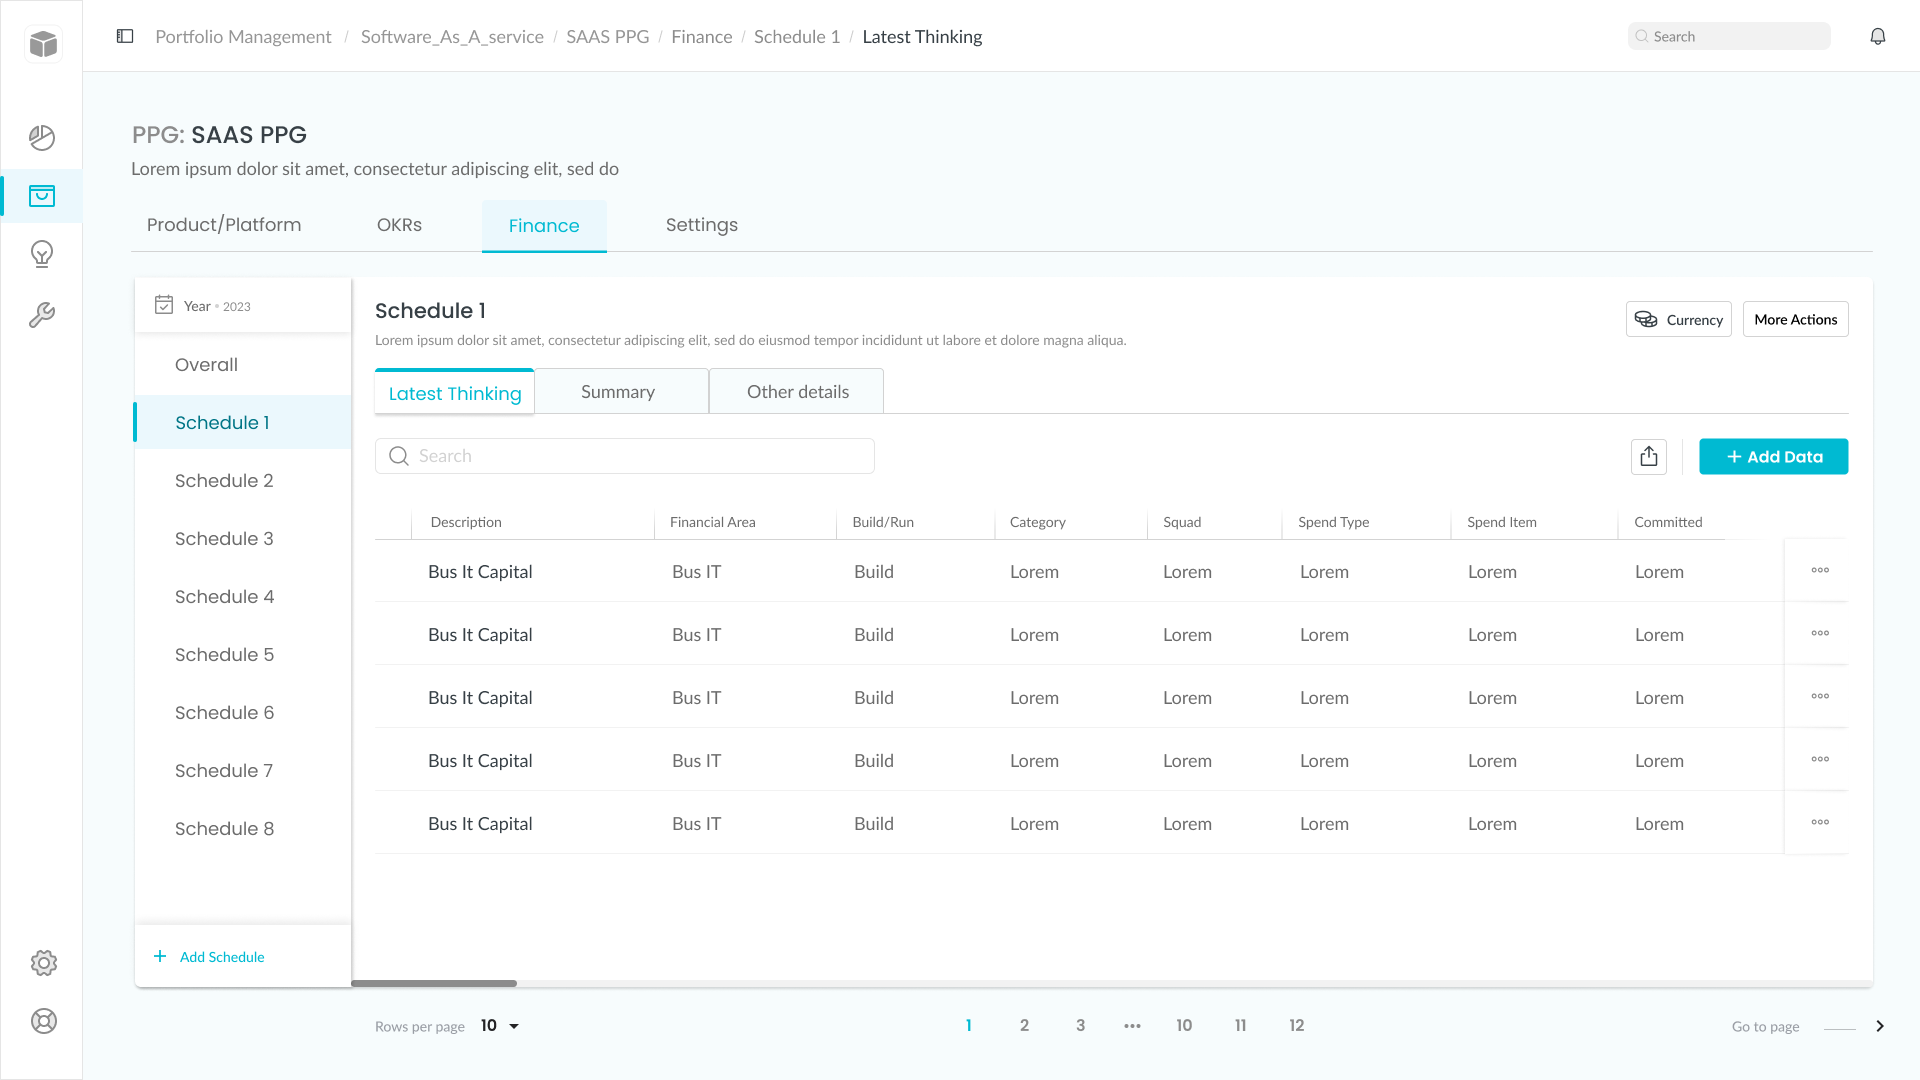 Portfolio Management / Software_As_A_service / SAAS PPG / Finance / Schedule 1 / Latest Thinking
Search
PPG: SAAS PPG
Lorem ipsum dolor sit amet, consectetur adipiscing elit, sed do
Product/Platform OKRs Finance Settings
Year • 2023
Overall
Schedule 1
Schedule 2
Schedule 3
Schedule 4
Schedule 5
Schedule 6
Schedule 7
Schedule 8
+ Add Schedule
Schedule 1
Lorem ipsum dolor sit amet, consectetur adipiscing elit, sed do eiusmod tempor incididunt ut labore et dolore magna aliqua.
Currency
More Actions
Latest Thinking Summary Other details
Search
+ Add Data
Description Financial Area Build/Run Category Squad Spend Type Spend Item Committed
Bus It Capital Bus IT Build Lorem Lorem Lorem Lorem Lorem
Bus It Capital Bus IT Build Lorem Lorem Lorem Lorem Lorem
Bus It Capital Bus IT Build Lorem Lorem Lorem Lorem Lorem
Bus It Capital Bus IT Build Lorem Lorem Lorem Lorem Lorem
Bus It Capital Bus IT Build Lorem Lorem Lorem Lorem Lorem
Rows per page 10
1 2 3 ••• 10 11 12
Go to page